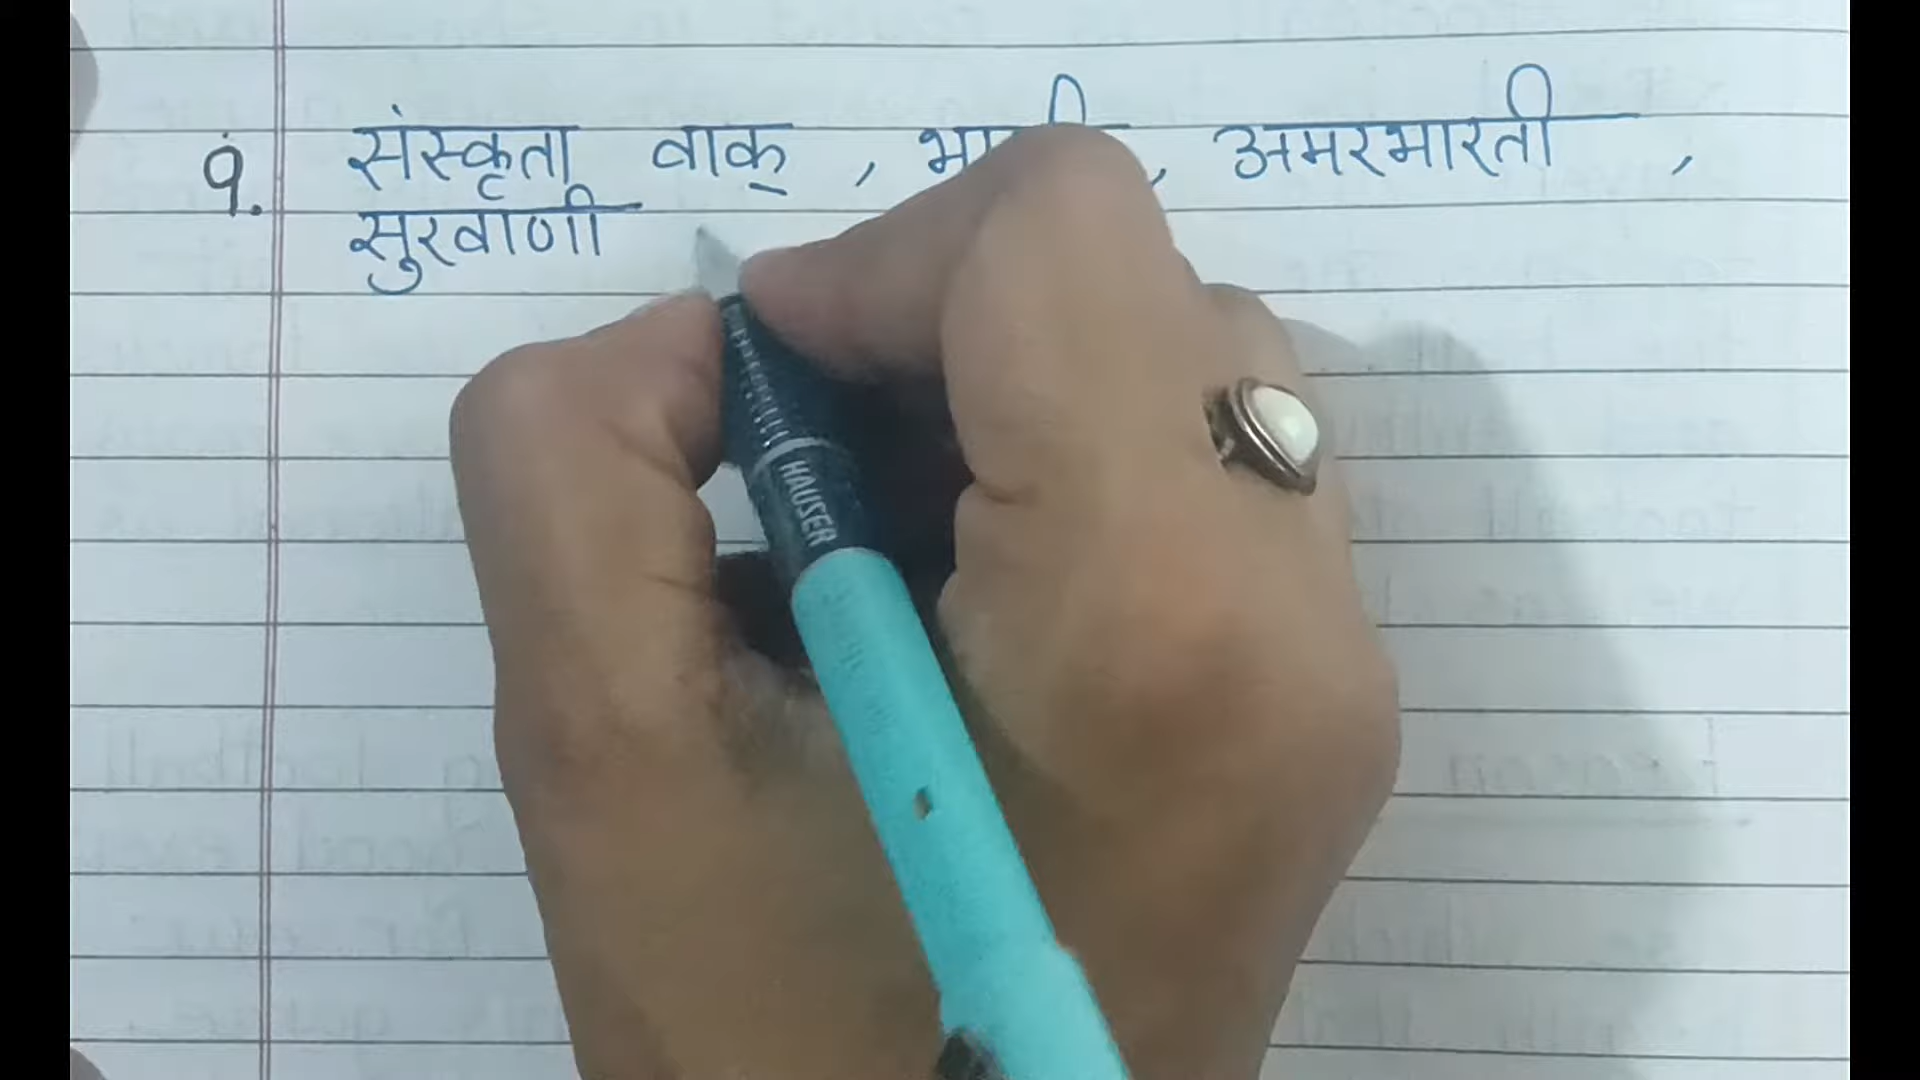 १. संस्कृता वाक् , , अमरभारती ,
सुरवाणी
HAUSER